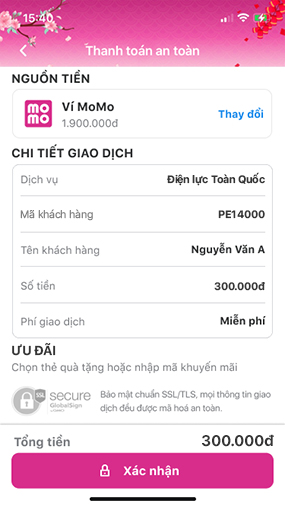 15:40
Thanh toán an toàn
NGUỒN TIỀN
mo
mo
Ví MoMo
1.900.000đ
Thay đổi
CHI TIẾT GIAO DỊCH
Dịch vụ Điện lực Toàn Quốc
Mã khách hàng PE14000
Tên khách hàng Nguyễn Văn A
Số tiền 300.000đ
Phí giao dịch Miễn phí
ƯU ĐÃI
Chọn thẻ quà tặng hoặc nhập mã khuyến mãi
SSL
secure
GlobalSign
Bảo mật chuẩn SSL/TLS, mọi thông tin giao
dịch đều được mã hoá an toàn.
Tổng tiền 300.000đ
Xác nhận